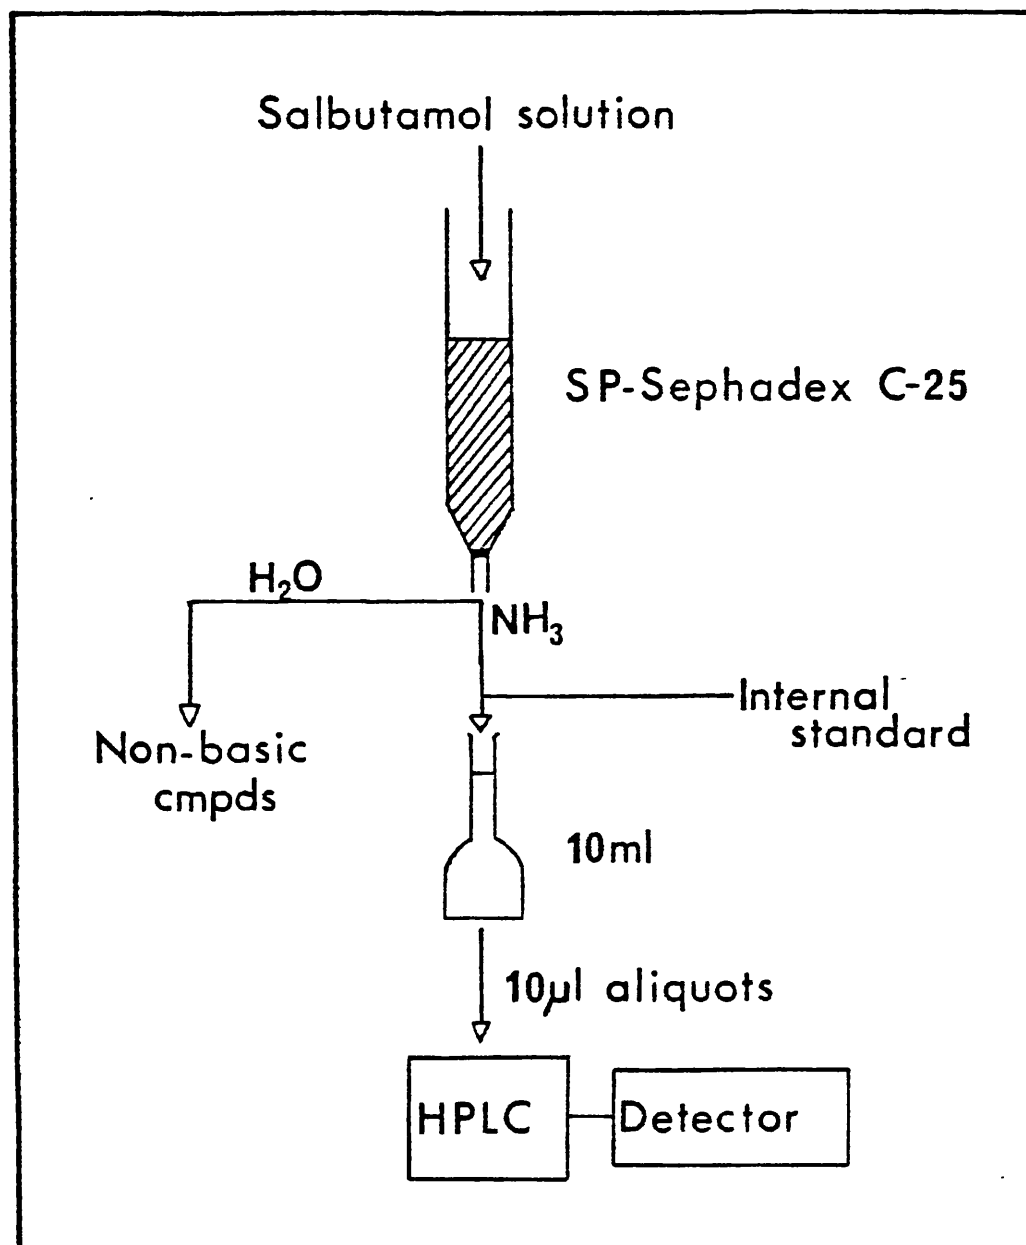 Salbutamol solution
SP-Sephadex C-25
H₂O
NH₃
Internal
standard
Non-basic
cmpds
10ml
10µl aliquots
HPLC
Detector